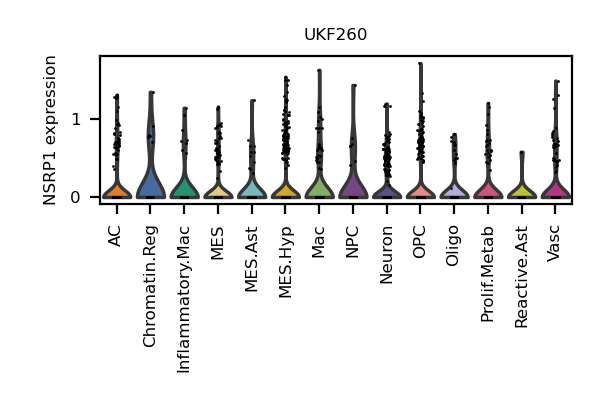 UKF260
NSRP1 expression
1
0
AC
Chromatin.Reg
Inflammatory.Mac
MES
MES.Ast
MES.Hyp
Mac
NPC
Neuron
OPC
Oligo
Prolif.Metab
Reactive.Ast
Vasc